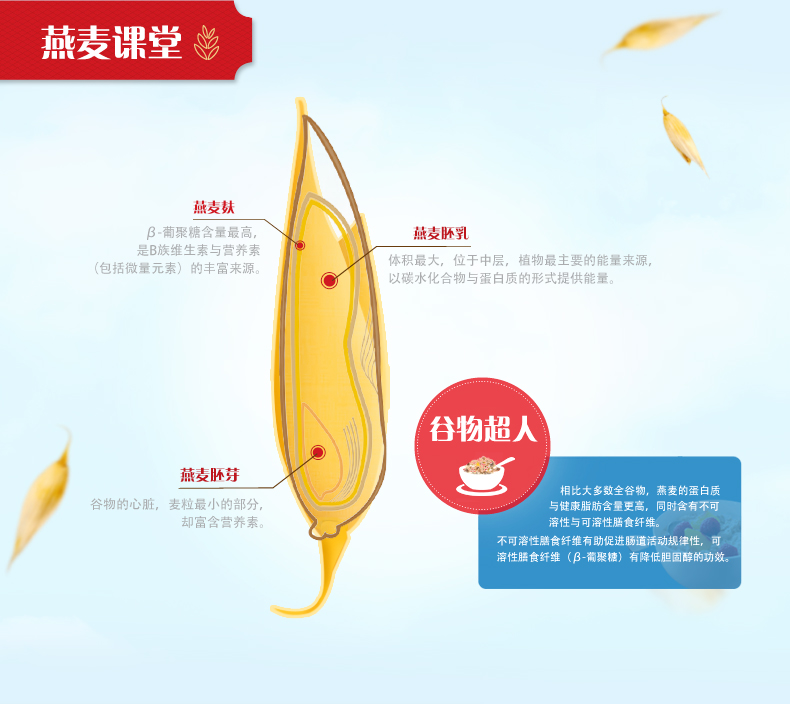 燕麦课堂
燕麦麸
β-葡聚糖含量最高，
是B族维生素与营养素
（包括微量元素）的丰富来源。
燕麦胚乳
体积最大，位于中层，植物最主要的能量来源，
以碳水化合物与蛋白质的形式提供能量。
谷物超人
燕麦胚芽
谷物的心脏，麦粒最小的部分，
却富含营养素。
相比大多数全谷物，燕麦的蛋白质
与健康脂肪含量更高，同时含有不可
溶性与可溶性膳食纤维。
不可溶性膳食纤维有助促进肠道活动规律性，可
溶性膳食纤维（β-葡聚糖）有降低胆固醇的功效。